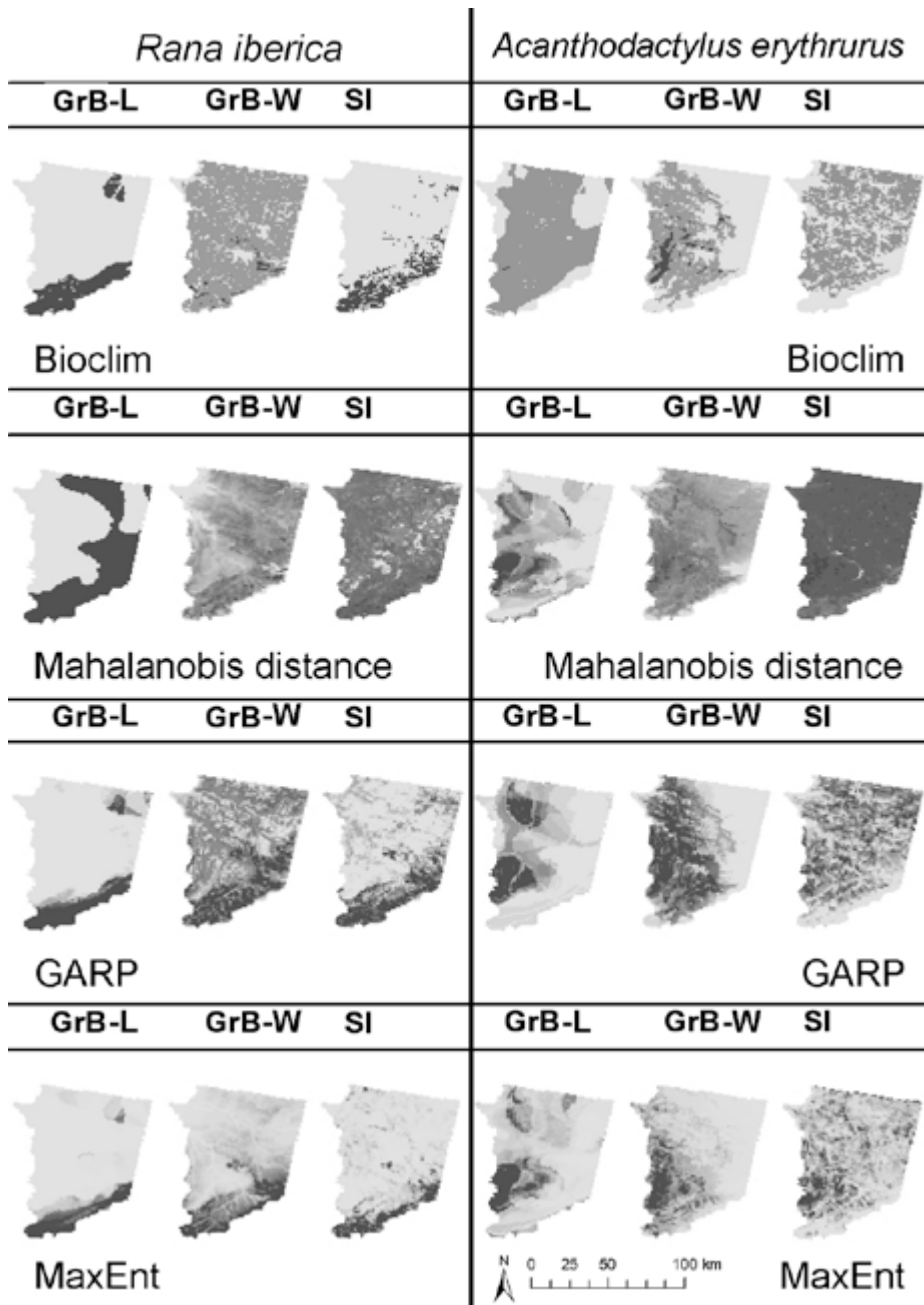 Rana iberica Acanthodactylus erythrurus
GrB-L GrB-W SI GrB-L GrB-W SI
Bioclim Bioclim
GrB-L GrB-W SI GrB-L GrB-W SI
Mahalanobis distance Mahalanobis distance
GrB-L GrB-W SI GrB-L GrB-W SI
GARP GARP
GrB-L GrB-W SI GrB-L GrB-W SI
N 0 25 50 100 km
MaxEnt MaxEnt